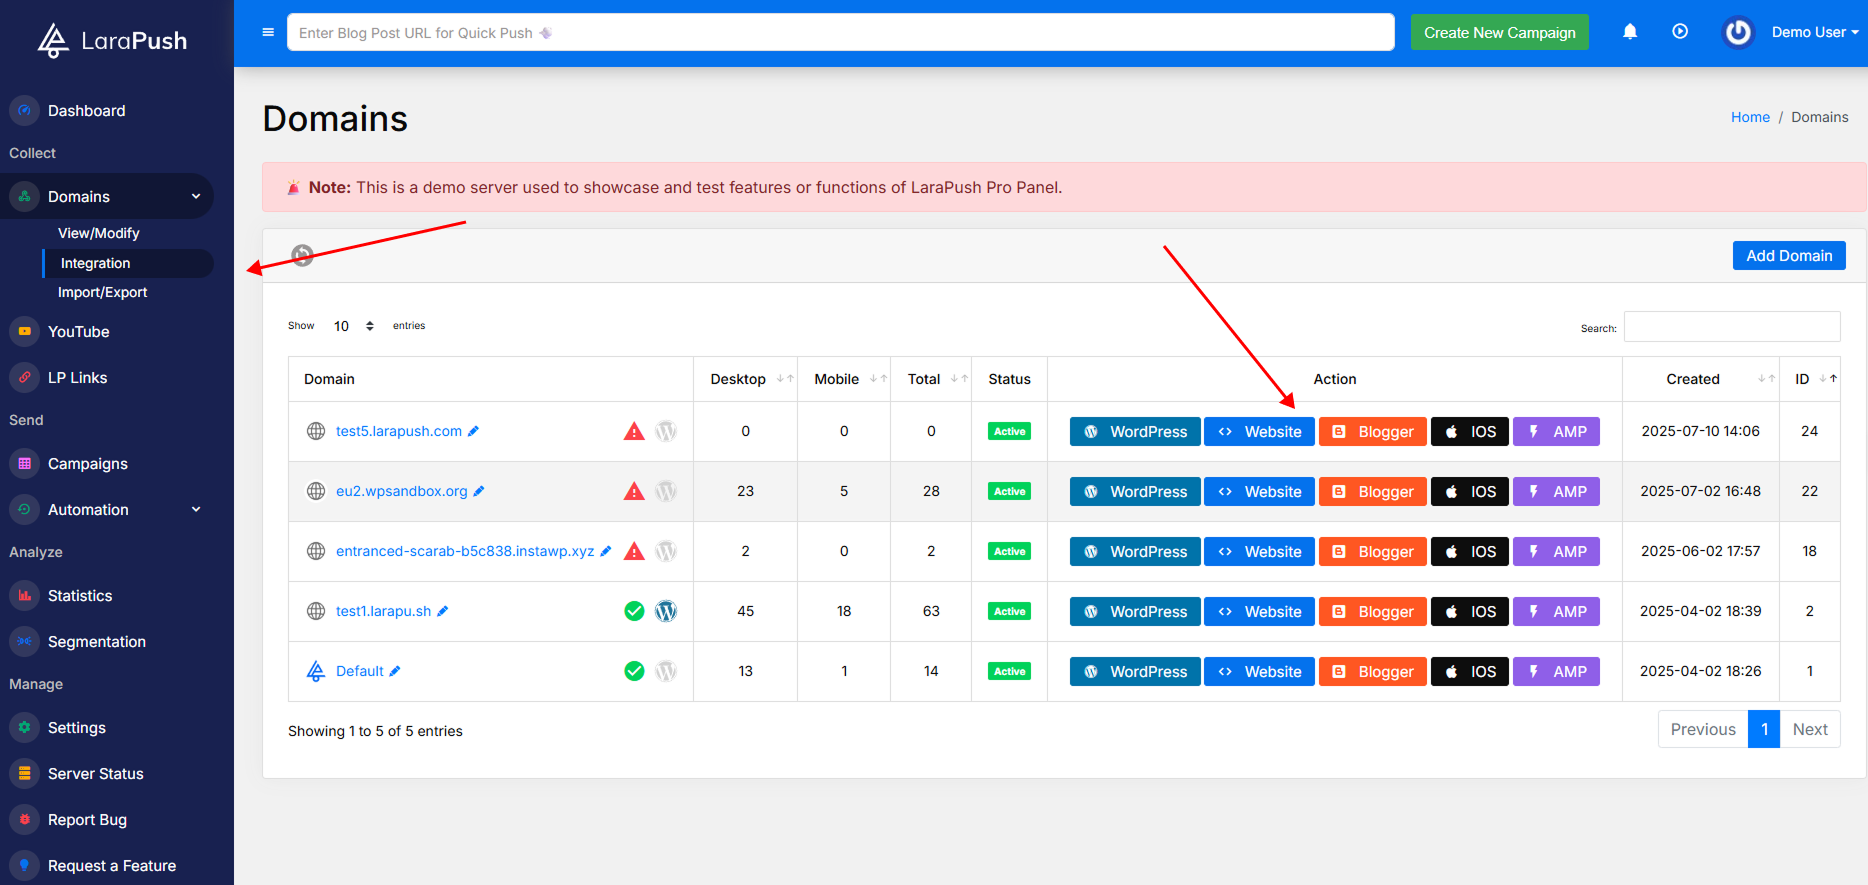 LaraPush
Enter Blog Post URL for Quick Push
Create New Campaign
Demo User
Dashboard
Collect
Domains
View/Modify
Integration
Import/Export
YouTube
LP Links
Send
Campaigns
Automation
Analyze
Statistics
Segmentation
Manage
Settings
Server Status
Report Bug
Request a Feature
Domains
Home / Domains
Note: This is a demo server used to showcase and test features or functions of LaraPush Pro Panel.
Add Domain
Show 10 entries
Search:
Domain Desktop Mobile Total Status Action Created ID
test5.larapush.com 0 0 0 Active WordPress Website Blogger IOS AMP 2025-07-10 14:06 24
eu2.wpsandbox.org 23 5 28 Active WordPress Website Blogger IOS AMP 2025-07-02 16:48 22
entranced-scarab-b5c838.instawp.xyz 2 0 2 Active WordPress Website Blogger IOS AMP 2025-06-02 17:57 18
test1.larapu.sh 45 18 63 Active WordPress Website Blogger IOS AMP 2025-04-02 18:39 2
Default 13 1 14 Active WordPress Website Blogger IOS AMP 2025-04-02 18:26 1
Showing 1 to 5 of 5 entries
Previous 1 Next